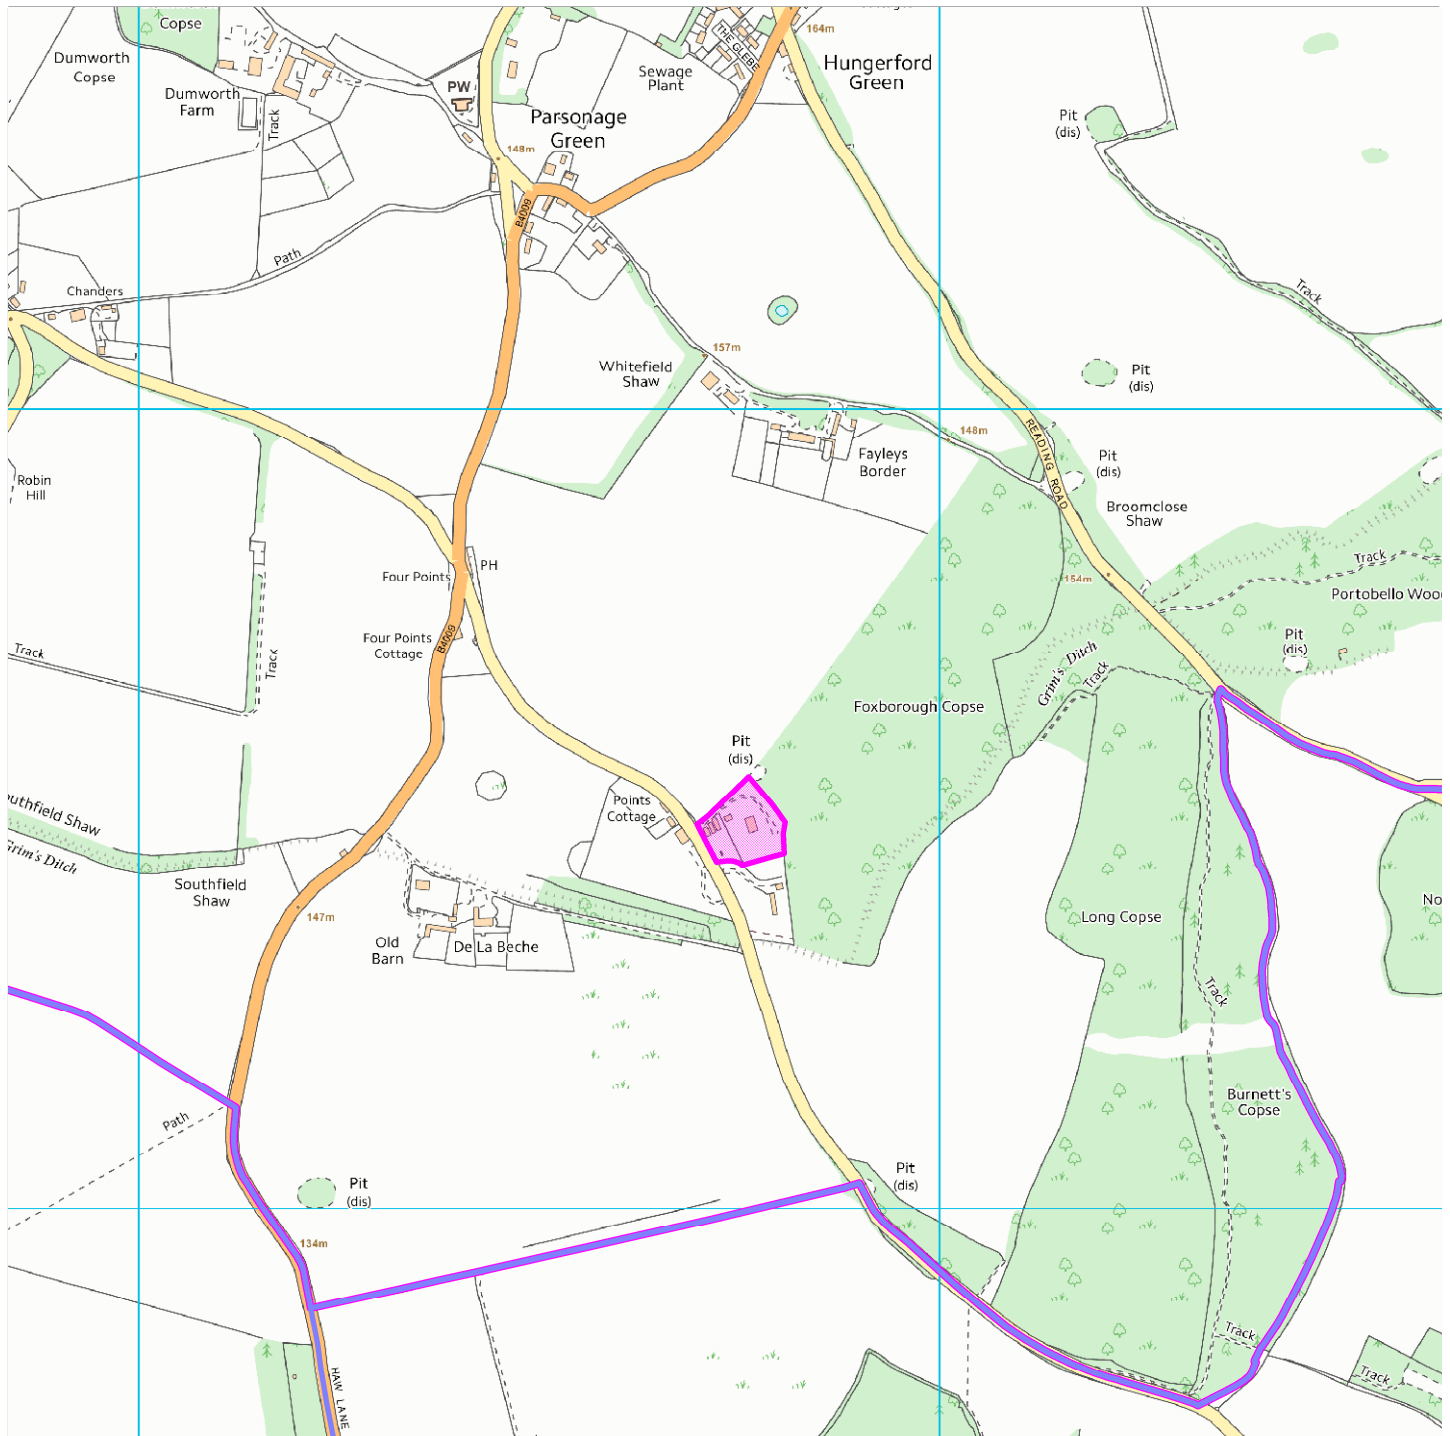 Copse
164m
THE GLEBE
Hungerford
Green
Dumworth
Copse
Sewage
Plant
PW
Dumworth
Farm
Track
Parsonage
Green
Pit
(dis)
148m
B4009
Path
Chanders
Track
157m
Whitefield
Shaw
Pit
(dis)
READING ROAD
148m
Fayleys
Border
Pit
(dis)
Robin
Hill
Broomclose
Shaw
Four Points
PH
154m
Track
Portobello Woo
Four Points
Cottage
B4009
Track
Track
Pit
(dis)
Grim's Ditch
Track
Foxborough Copse
Pit
(dis)
Points
Cottage
outhfield Shaw
Grim's Ditch
Southfield
Shaw
147m
Old
Barn
De La Beche
Long Copse
No
Track
Path
Burnett's
Copse
Pit
(dis)
Pit
(dis)
134m
Track
Track
HAW LANE